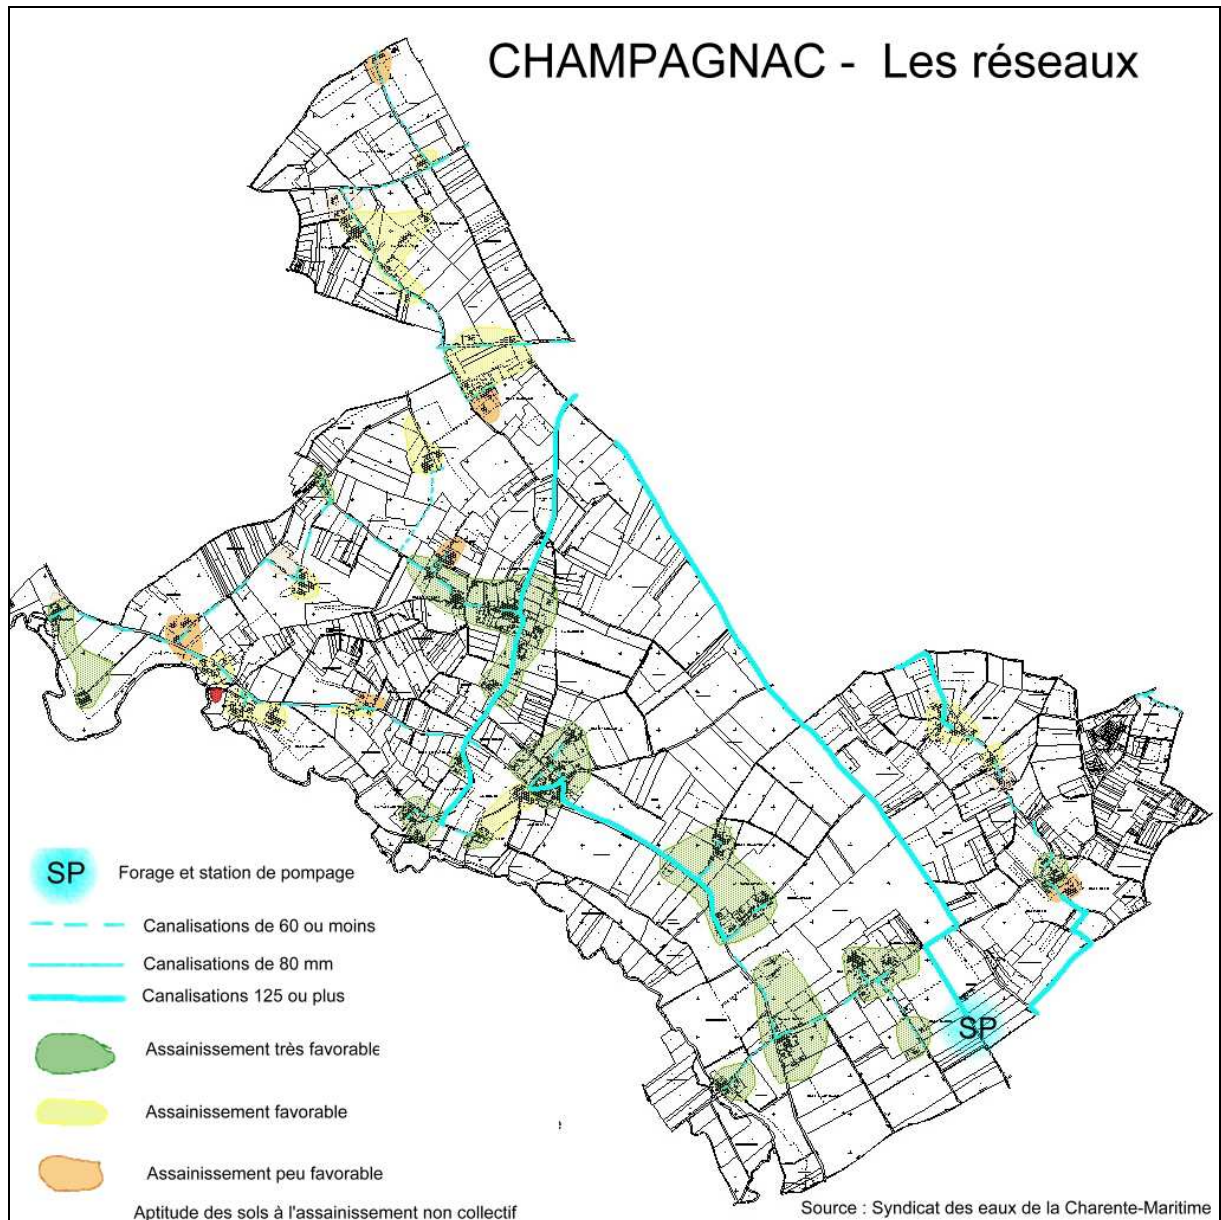 CHAMPAGNAC - Les réseaux
SP Forage et station de pompage
Canalisations de 60 ou moins
Canalisations de 80 mm
Canalisations 125 ou plus
Assainissement très favorable
Assainissement favorable
Assainissement peu favorable
Aptitude des sols à l'assainissement non collectif
SP
Source : Syndicat des eaux de la Charente-Maritime